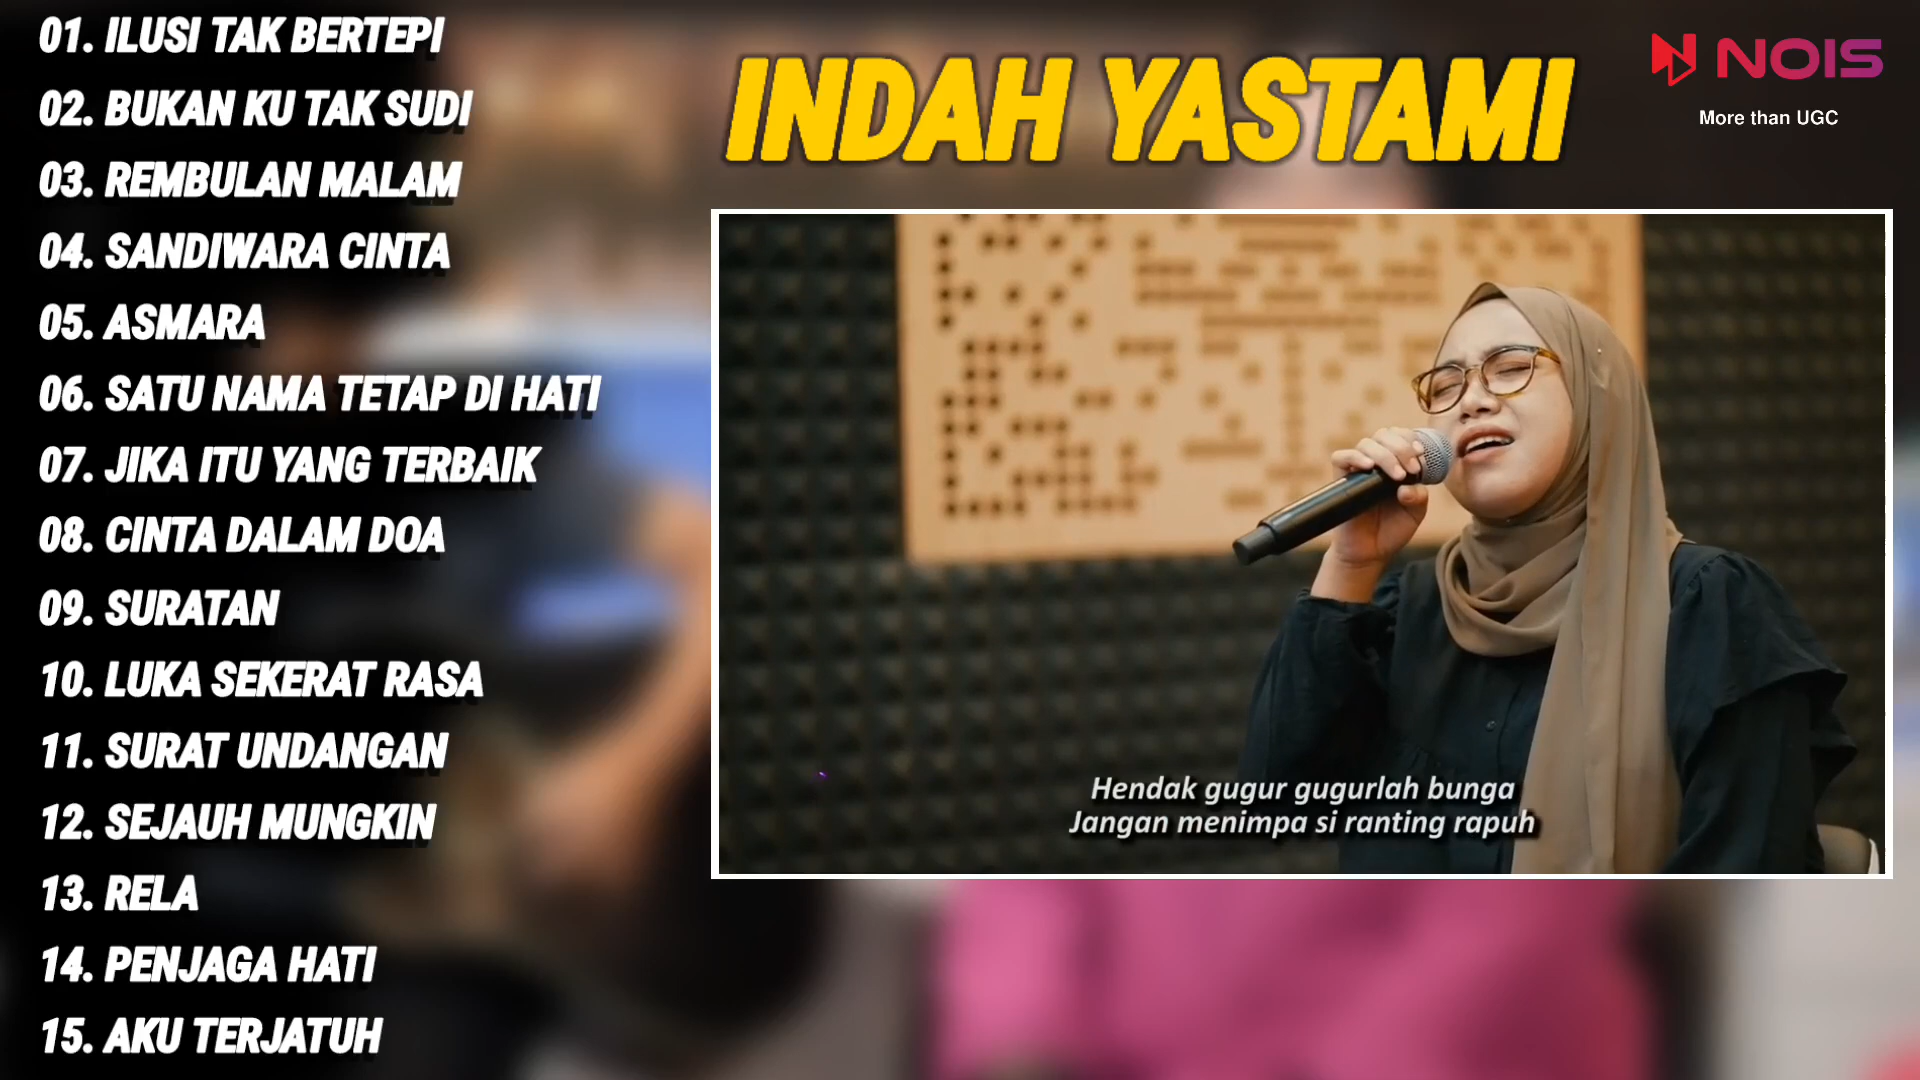 01. ILUSI TAK BERTEPI
02. BUKAN KU TAK SUDI
03. REMBULAN MALAM
04. SANDIWARA CINTA
05. ASMARA
06. SATU NAMA TETAP DI HATI
07. JIKA ITU YANG TERBAIK
08. CINTA DALAM DOA
09. SURATAN
10. LUKA SEKERAT RASA
11. SURAT UNDANGAN
12. SEJAUH MUNGKIN
13. RELA
14. PENJAGA HATI
15. AKU TERJATUH
INDAH YASTAMI
NOIS
More than UGC
Hendak gugur gugurlah bunga
Jangan menimpa si ranting rapuh